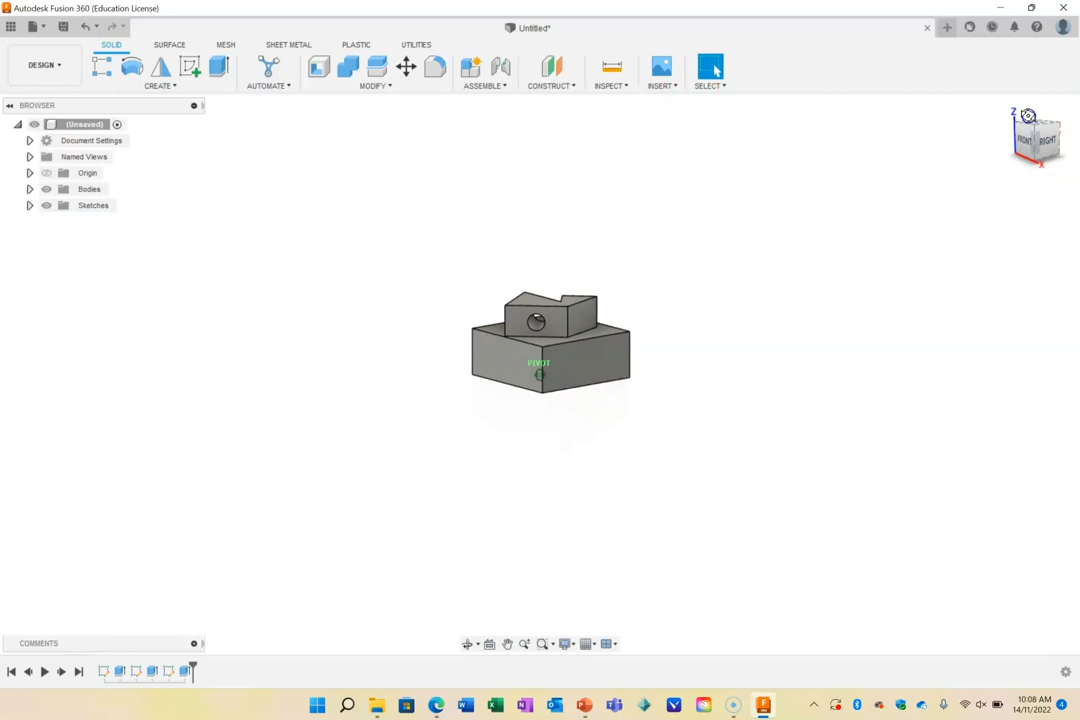 Autodesk Fusion 360 (Education License)
Untitled*
DESIGN
SOLID
SURFACE
MESH
SHEET METAL
PLASTIC
UTILITIES
CREATE
AUTOMATE
MODIFY
ASSEMBLE
CONSTRUCT
INSPECT
INSERT
SELECT
BROWSER
(Unsaved)
Document Settings
Named Views
Origin
Bodies
Sketches
Z
FRONT
RIGHT
X
PIVOT
COMMENTS
10:08 AM
14/11/2022
4